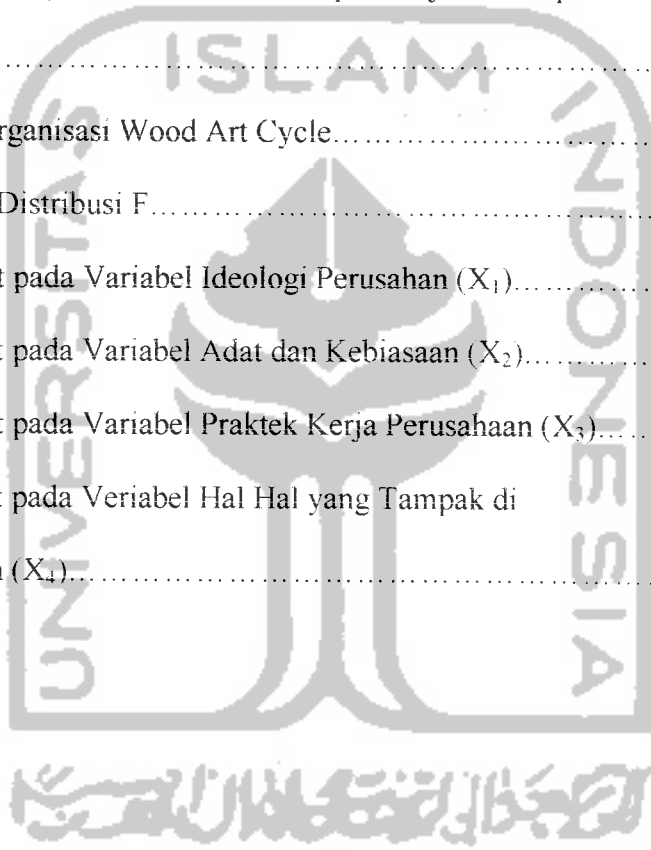 ...........................................................
rganisasi Wood Art Cycle...........................
Distribusi F...............................................
t pada Variabel Ideologi Perusahan (X₁)..............
t pada Variabel Adat dan Kebiasaan (X₂)............
t pada Variabel Praktek Kerja Perusahaan (X₃).....
t pada Veriabel Hal Hal yang Tampak di
n (X₄).......................................................
UNIVERSITAS
ISLAM
INDONESIA